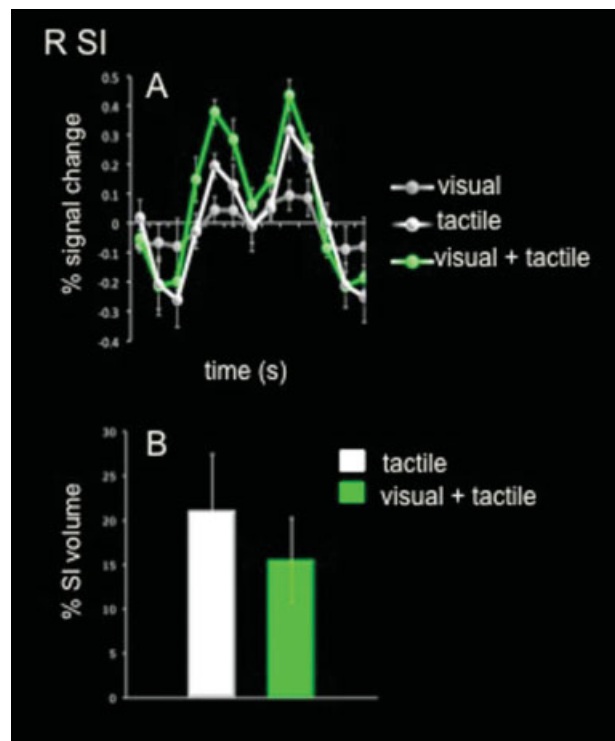 R SI
A
0.5
0.4
0.3
0.2
0.1
0
-0.1
-0.2
-0.3
-0.4
% signal change
time (s)
visual
tactile
visual + tactile
B
30
25
20
15
10
5
0
% SI volume
tactile
visual + tactile